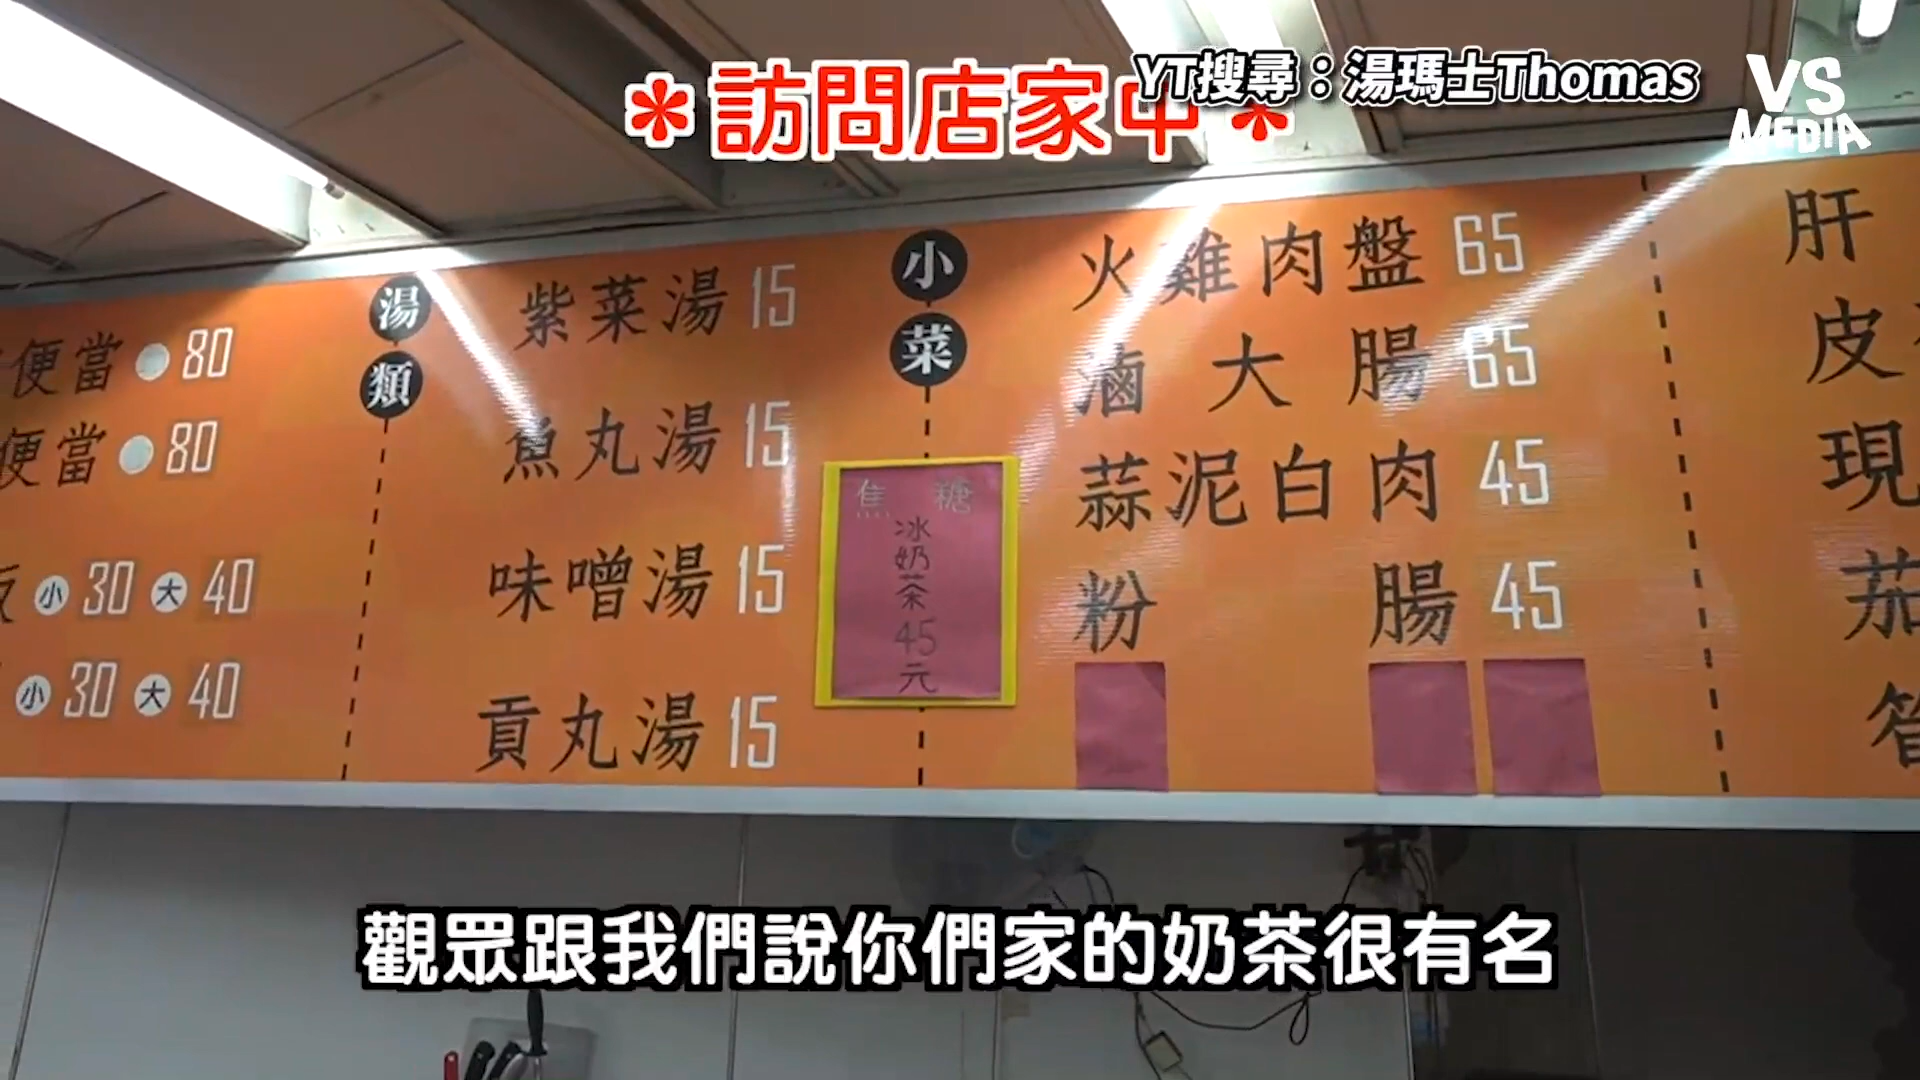 *訪問店家中*
YT搜尋：湯瑪士Thomas
VS MEDIA
便當 80
便當 80
小 30 大 40
小 30 大 40
湯類
紫菜湯 15
魚丸湯 15
味噌湯 15
貢丸湯 15
焦糖
冰奶茶45元
小菜
火雞肉盤 65
滷大腸 65
蒜泥白肉 45
粉腸 45
肝
皮
現
茄
觀眾跟我們說你們家的奶茶很有名